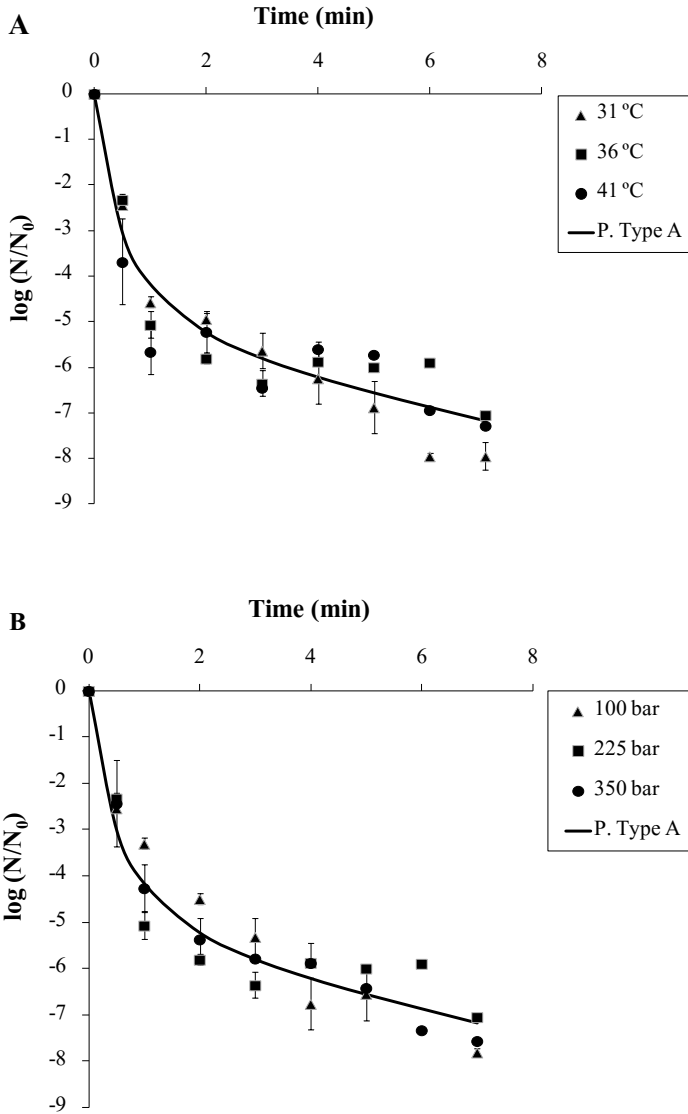 A
Time (min)
0 2 4 6 8
0
-1
-2
-3
-4
-5
-6
-7
-8
-9
log (N/N₀)
31 ºC
36 ºC
41 ºC
P. Type A
B
Time (min)
0 2 4 6 8
0
-1
-2
-3
-4
-5
-6
-7
-8
-9
log (N/N₀)
100 bar
225 bar
350 bar
P. Type A